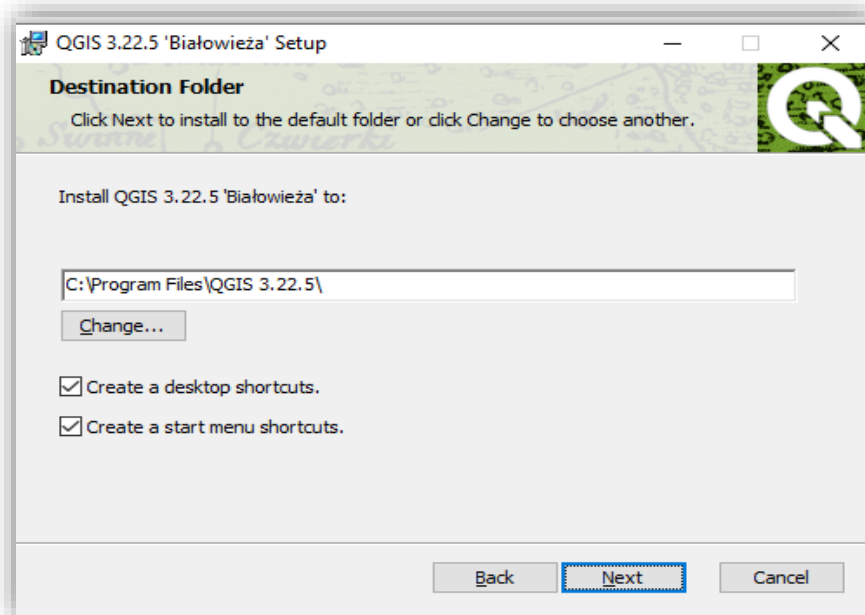 QGIS 3.22.5 'Białowieża' Setup
Destination Folder
Click Next to install to the default folder or click Change to choose another.
Swinne Czwierki
Install QGIS 3.22.5 'Białowieża' to:
C:\Program Files\QGIS 3.22.5\
Change...
Create a desktop shortcuts.
Create a start menu shortcuts.
Back Next Cancel